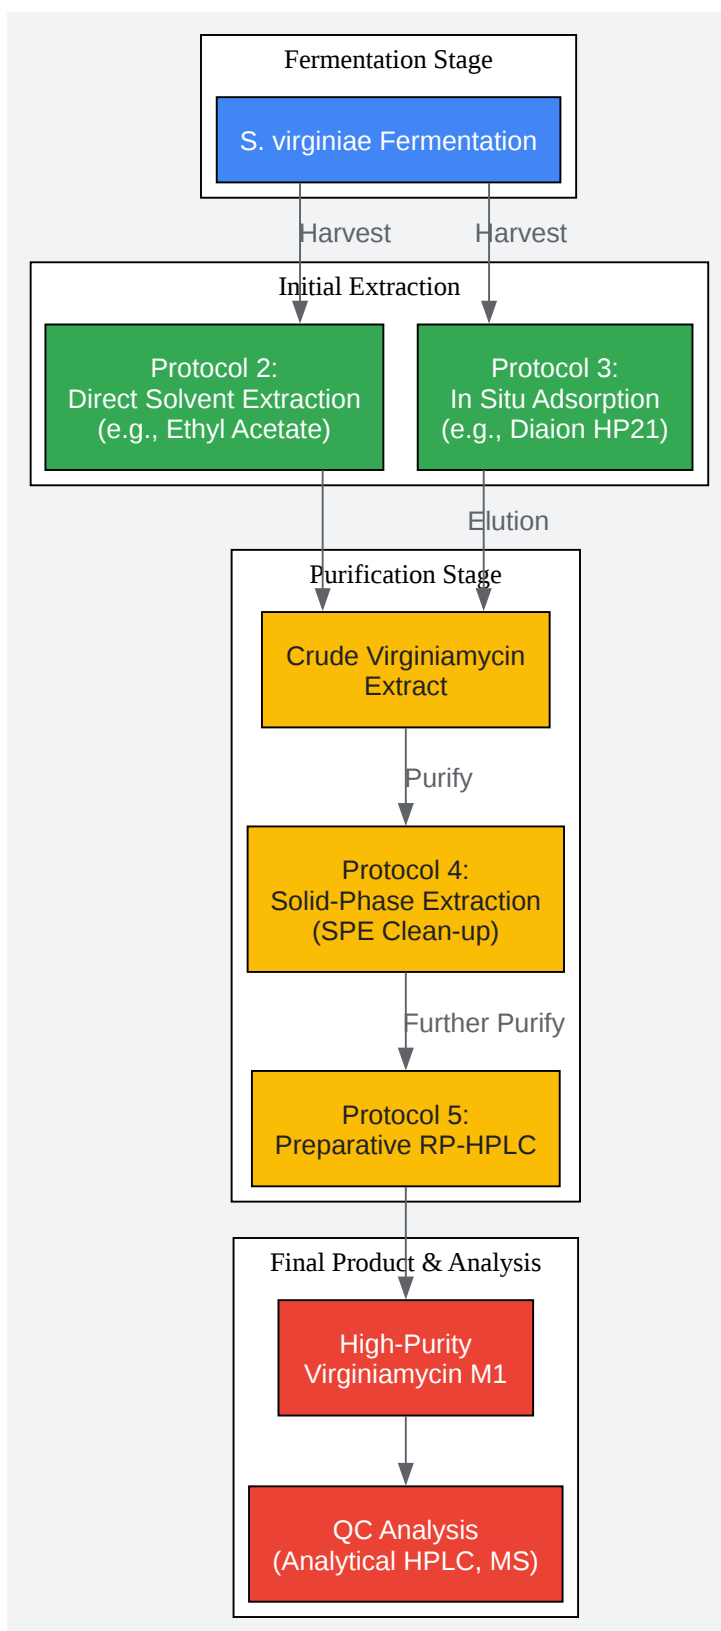 Fermentation Stage
S. virginiae Fermentation
Harvest
Harvest
Initial Extraction
Protocol 2:
Direct Solvent Extraction
(e.g., Ethyl Acetate)
Protocol 3:
In Situ Adsorption
(e.g., Diaion HP21)
Elution
Purification Stage
Crude Virginiamycin
Extract
Purify
Protocol 4:
Solid-Phase Extraction
(SPE Clean-up)
Further Purify
Protocol 5:
Preparative RP-HPLC
Final Product & Analysis
High-Purity
Virginiamycin M1
QC Analysis
(Analytical HPLC, MS)